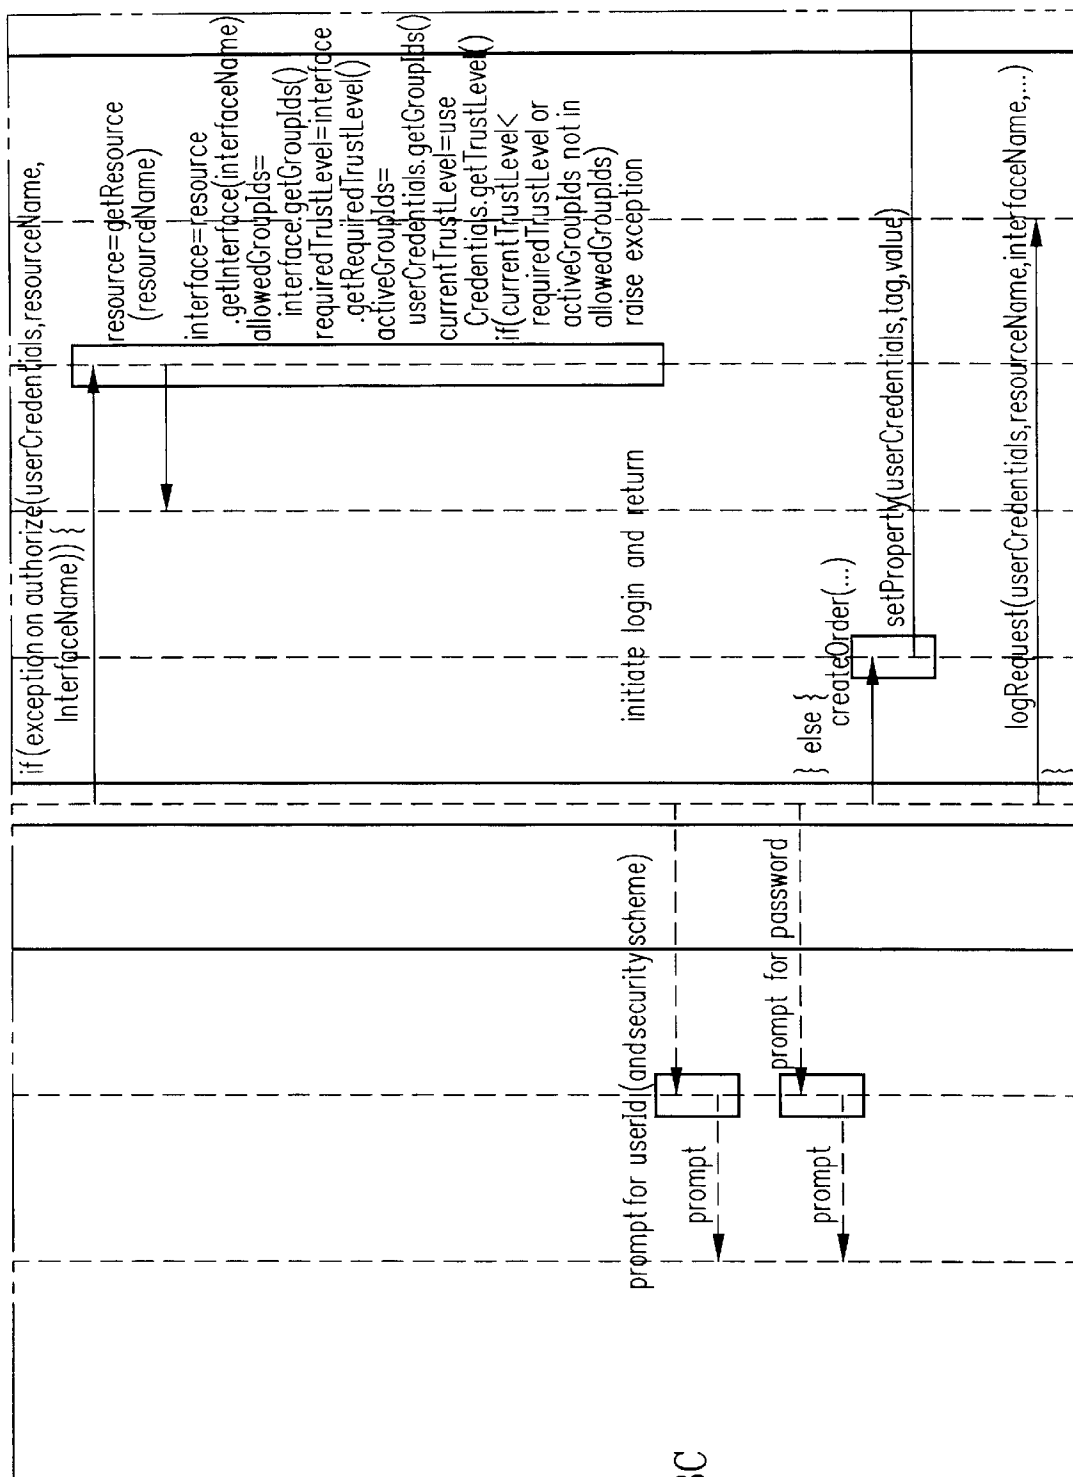 if(exception on authorize(userCredentials,resourceName,
InterfaceName)) {
resource=getResource
(resourceName)
interface=resource
.getInterface(interfaceName)
allowedGroupIds=
interface.getGroupIds()
requiredTrustLevel=interface
.getRequiredTrustLevel()
activeGroupIds=
userCredentials.getGroupIds()
currentTrustLevel=use
Credentials.getTrustLevel()
if(currentTrustLevel<
requiredTrustLevel or
activeGroupIds not in
allowedGroupIds)
raise exception
initiate login and return
prompt for userId (and security scheme)
prompt
prompt for password
prompt
} else {
createOrder(...)
setProperty(userCredentials,tag,value)
logRequest(userCredentials,resourceName,interfaceName,...)
}